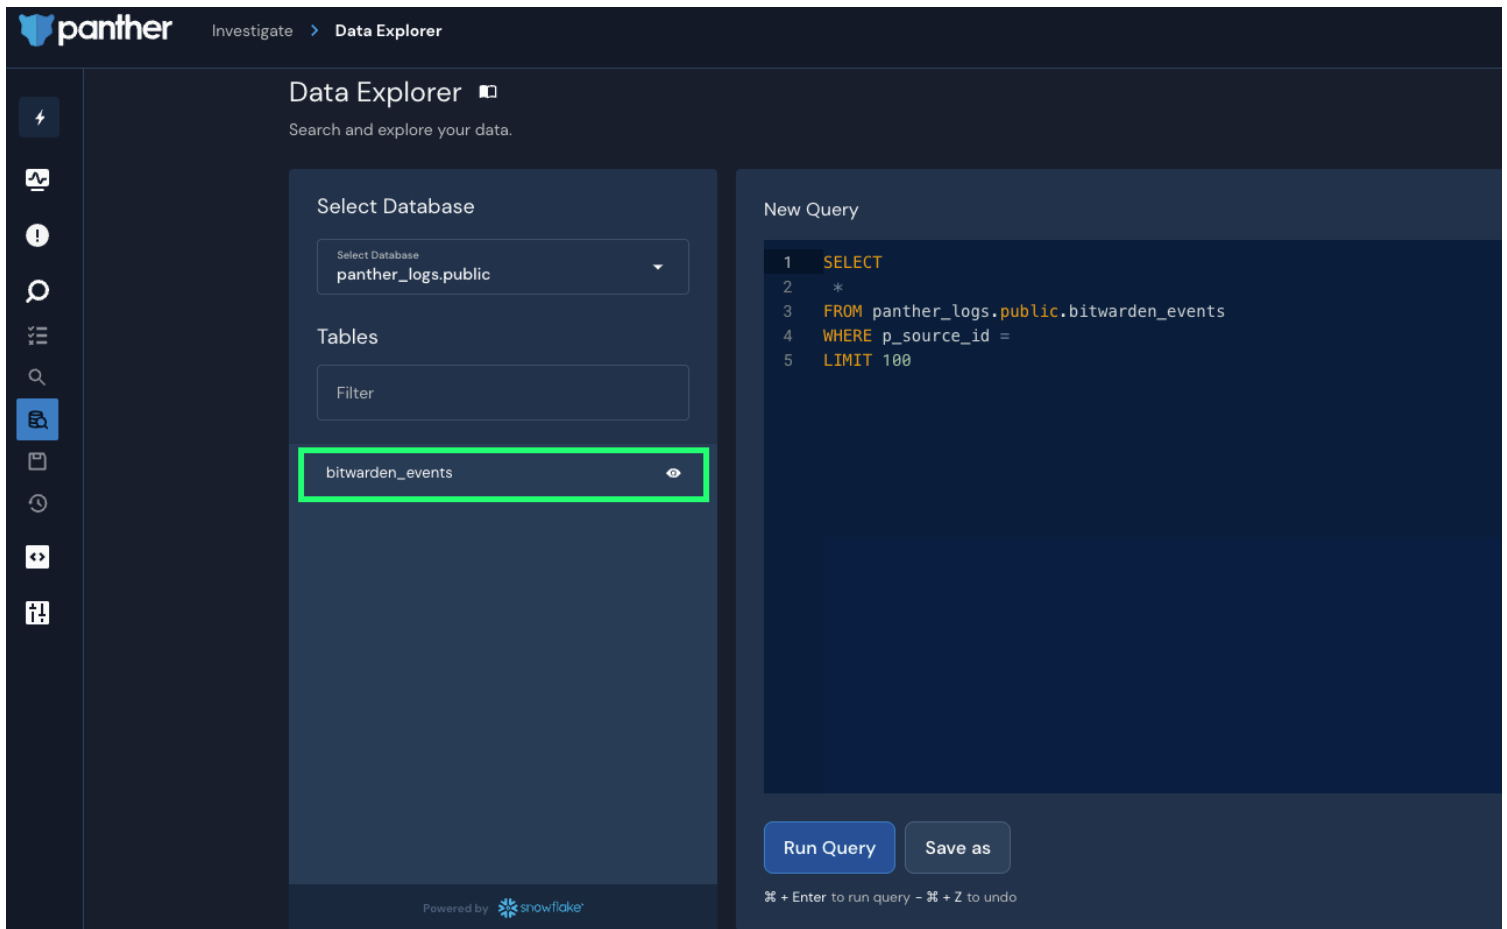 panther
Investigate > Data Explorer
Data Explorer
Search and explore your data.
Select Database
Select Database
panther_logs.public
Tables
Filter
bitwarden_events
Powered by snowflake
New Query
1 SELECT
2 *
3 FROM panther_logs.public.bitwarden_events
4 WHERE p_source_id =
5 LIMIT 100
Run Query
Save as
⌘ + Enter to run query - ⌘ + Z to undo